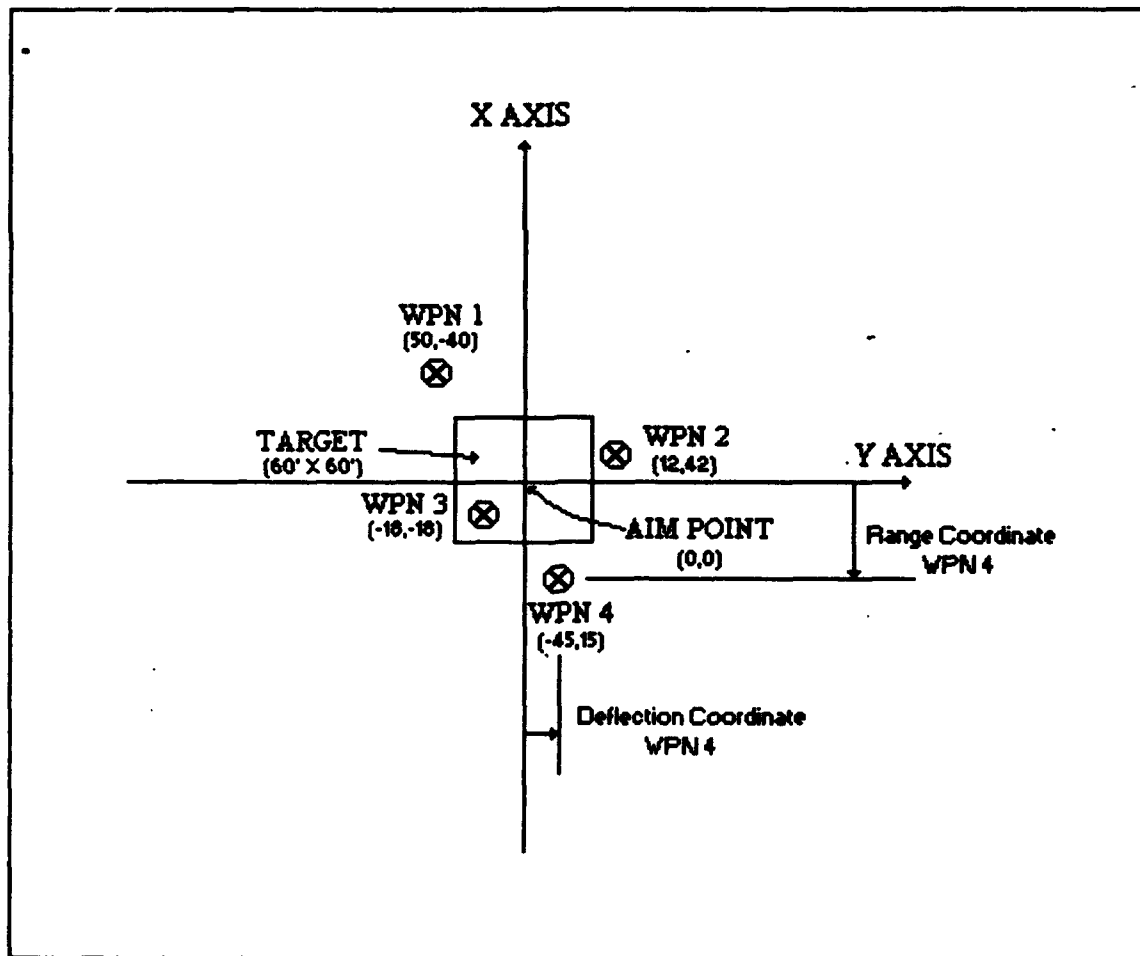 X AXIS
WPN 1
(50,-40)
TARGET
(60' X 60')
WPN 2
(12,42)
Y AXIS
WPN 3
(-18,-18)
AIM POINT
(0,0)
Range Coordinate
WPN 4
WPN 4
(-45,15)
Deflection Coordinate
WPN 4